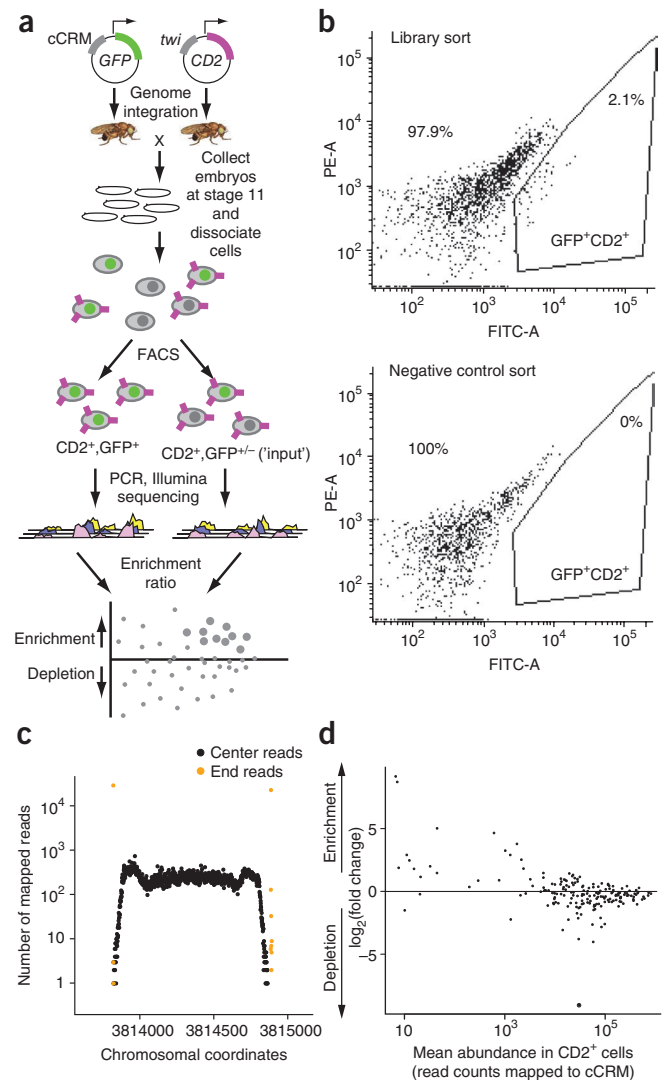 a
cCRM
GFP
twi
CD2
Genome
integration
X
Collect
embryos
at stage 11
and
dissociate
cells
FACS
CD2+,GFP+
CD2+,GFP+/– ('input')
PCR, Illumina
sequencing
Enrichment
ratio
Enrichment
Depletion
b
Library sort
97.9%
2.1%
GFP+CD2+
PE-A
10^5
10^4
10^3
10^2
10^2
10^3
10^4
10^5
FITC-A
Negative control sort
100%
0%
GFP+CD2+
PE-A
10^5
10^4
10^3
10^2
10^2
10^3
10^4
10^5
FITC-A
c
Center reads
End reads
Number of mapped reads
10^4
10^3
10^2
10
1
3814000
3814500
3815000
Chromosomal coordinates
d
Enrichment
Depletion
log2(fold change)
5
0
–5
10
10^3
10^5
Mean abundance in CD2+ cells
(read counts mapped to cCRM)